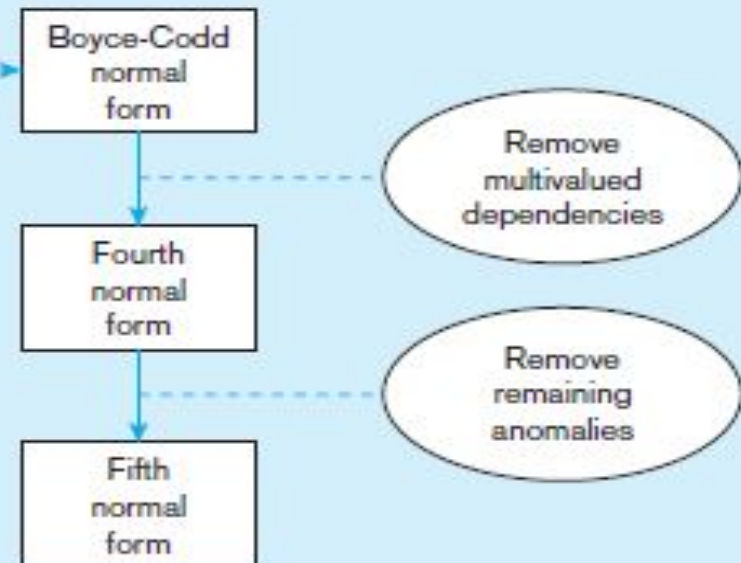 Boyce-Codd
normal
form
Remove
multivalued
dependencies
Fourth
normal
form
Remove
remaining
anomalies
Fifth
normal
form